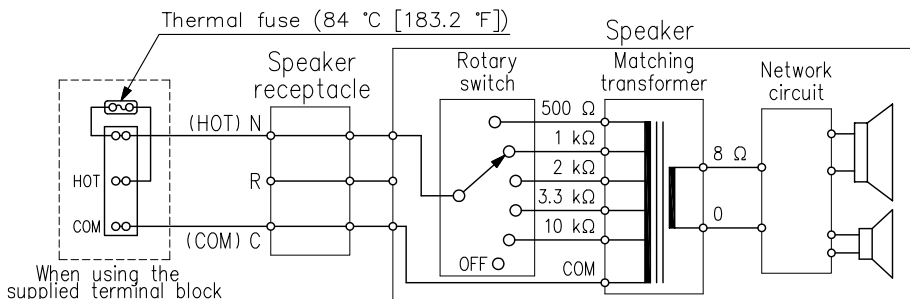 Thermal fuse (84 °C [183.2 °F])
Speaker
Speaker
receptacle
Rotary
switch
Matching
transformer
Network
circuit
(HOT) N
R
(COM) C
HOT
COM
500 Ω
1 kΩ
2 kΩ
3.3 kΩ
10 kΩ
OFF
COM
8 Ω
0
When using the
supplied terminal block